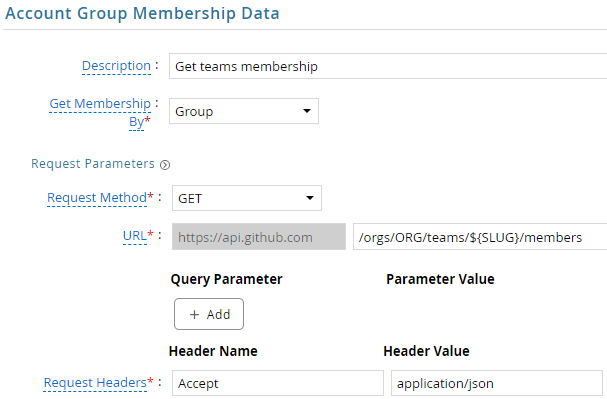 Account Group Membership Data
Description :
Get teams membership
Get Membership By* :
Group
Request Parameters
Request Method* :
GET
URL* :
https://api.github.com
/orgs/ORG/teams/${SLUG}/members
Query Parameter
Parameter Value
+ Add
Header Name
Header Value
Request Headers* :
Accept
application/json